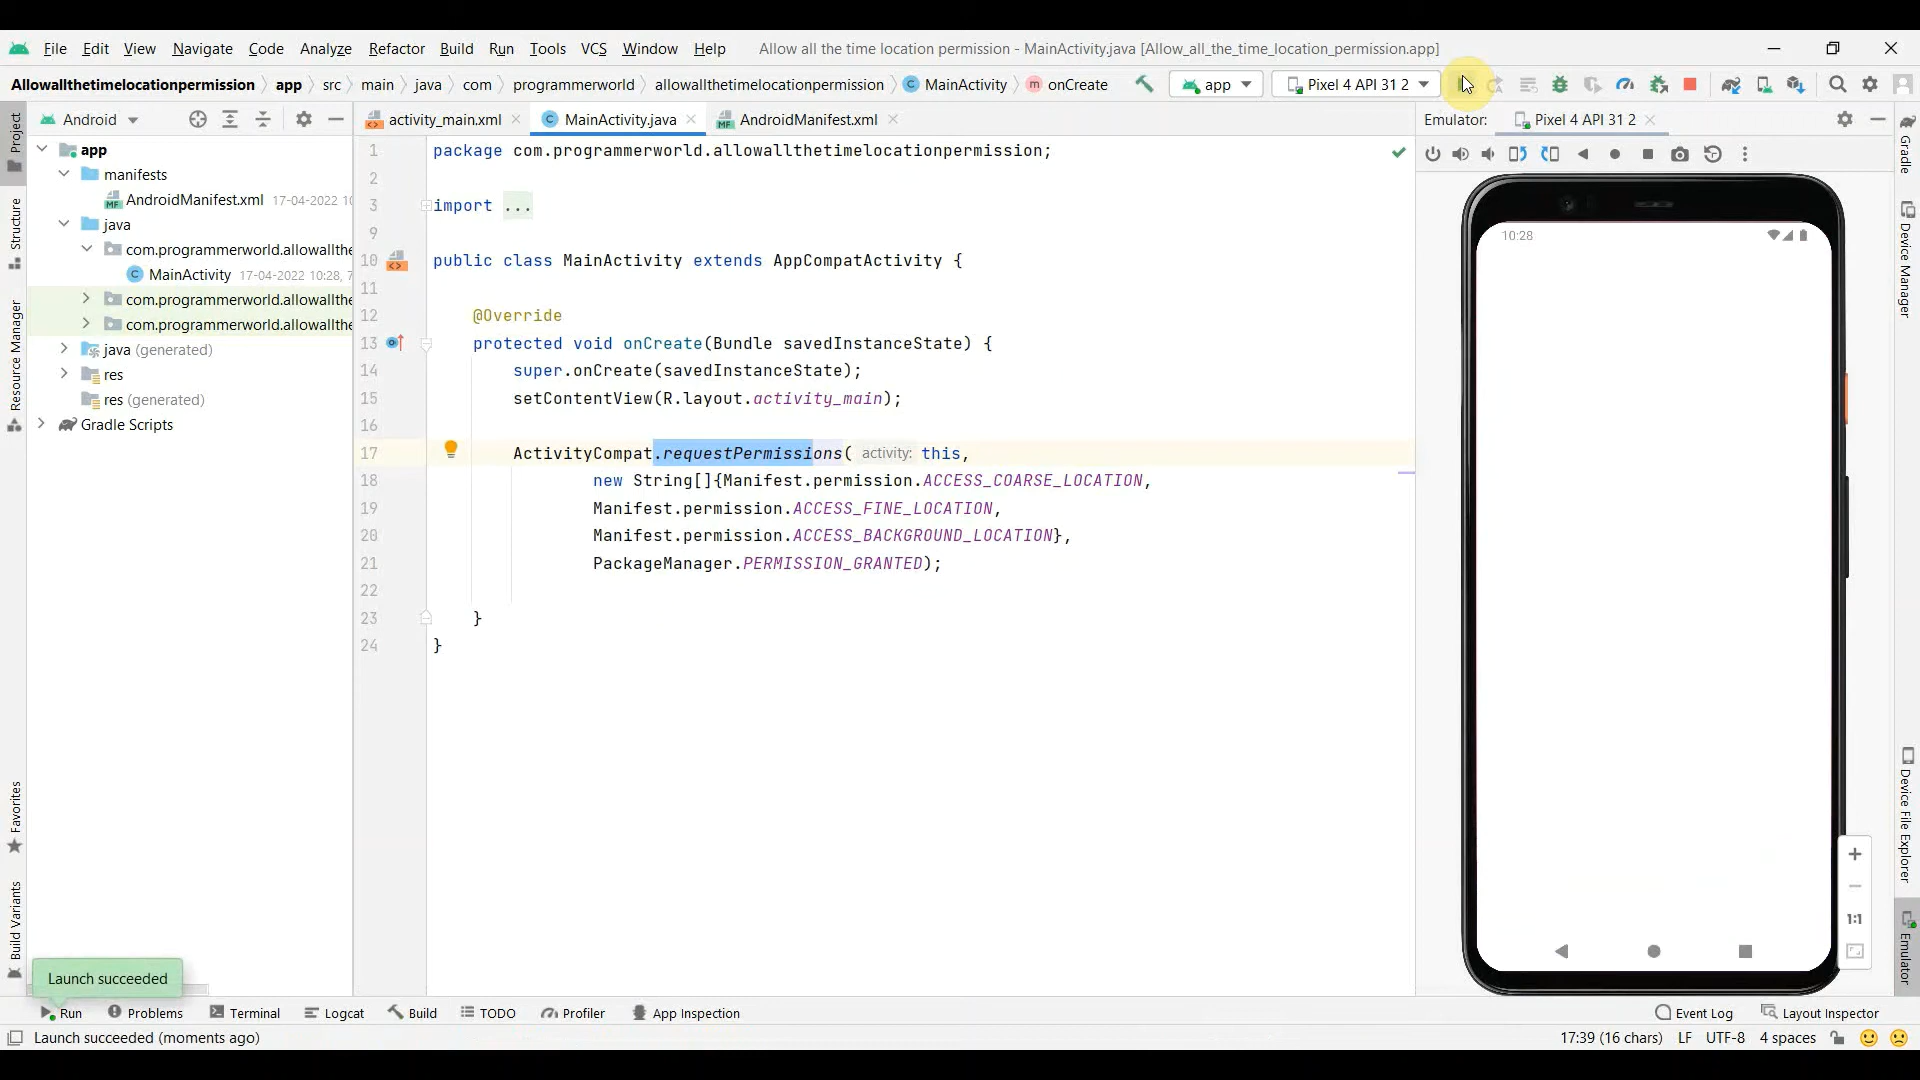 File Edit View Navigate Code Analyze Refactor Build Run Tools VCS Window Help Allow all the time location permission - MainActivity.java [Allow_all_the_time_location_permission.app]
Allowallthetimelocationpermission app src main java com programmerworld allowallthetimelocationpermission MainActivity onCreate app Pixel 4 API 31 2
Android
activity_main.xml MainActivity.java AndroidManifest.xml
Emulator: Pixel 4 API 31 2
app
manifests
AndroidManifest.xml 17-04-2022 10
java
com.programmerworld.allowallthe
MainActivity 17-04-2022 10:28, 7
com.programmerworld.allowallthe
com.programmerworld.allowallthe
java (generated)
res
res (generated)
Gradle Scripts
1 package com.programmerworld.allowallthetimelocationpermission;
2
3 import ...
9
10 public class MainActivity extends AppCompatActivity {
11
12 @Override
13 protected void onCreate(Bundle savedInstanceState) {
14 super.onCreate(savedInstanceState);
15 setContentView(R.layout.activity_main);
16
17 ActivityCompat.requestPermissions( activity: this,
18 new String[]{Manifest.permission.ACCESS_COARSE_LOCATION,
19 Manifest.permission.ACCESS_FINE_LOCATION,
20 Manifest.permission.ACCESS_BACKGROUND_LOCATION},
21 PackageManager.PERMISSION_GRANTED);
22
23 }
24 }
10:28
1:1
Project
Structure
Resource Manager
Favorites
Build Variants
Gradle
Device Manager
Device File Explorer
Emulator
Launch succeeded
Run Problems Terminal Logcat Build TODO Profiler App Inspection Event Log Layout Inspector
Launch succeeded (moments ago) 17:39 (16 chars) LF UTF-8 4 spaces